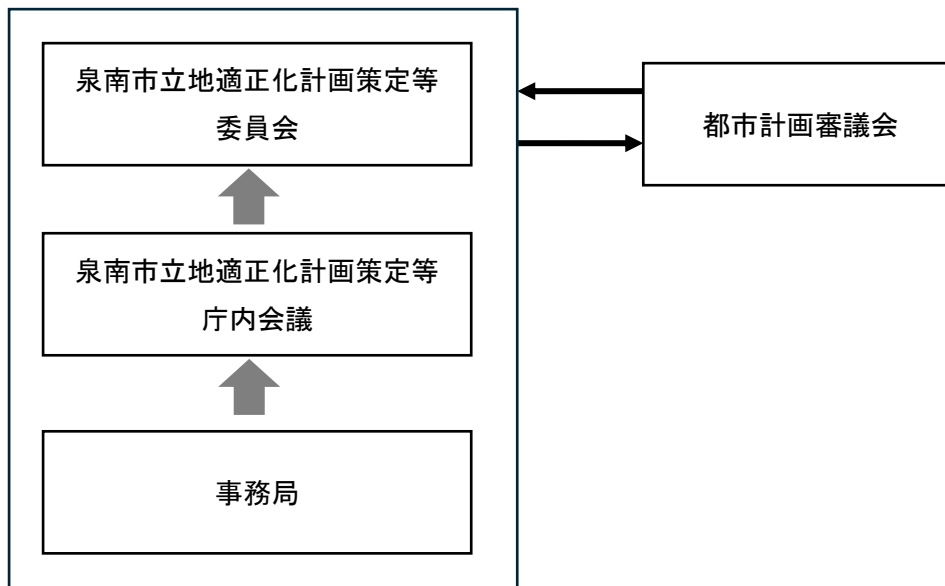 泉南市立地適正化計画策定等
委員会
都市計画審議会
泉南市立地適正化計画策定等
庁内会議
事務局